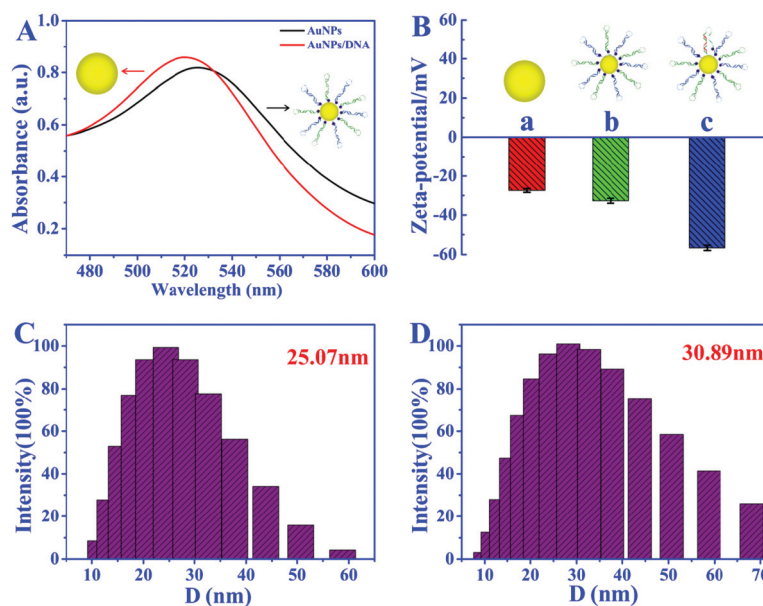 A
AuNPs
AuNPs/DNA
Absorbance (a.u.)
1.0
0.8
0.6
0.4
0.2
480 500 520 540 560 580 600
Wavelength (nm)
B
Zeta-potential/mV
60
40
20
0
-20
-40
-60
a b c
C
25.07nm
Intensity(100%)
100
80
60
40
20
0
10 20 30 40 50 60
D (nm)
D
30.89nm
Intensity(100%)
100
80
60
40
20
0
10 20 30 40 50 60 70
D (nm)